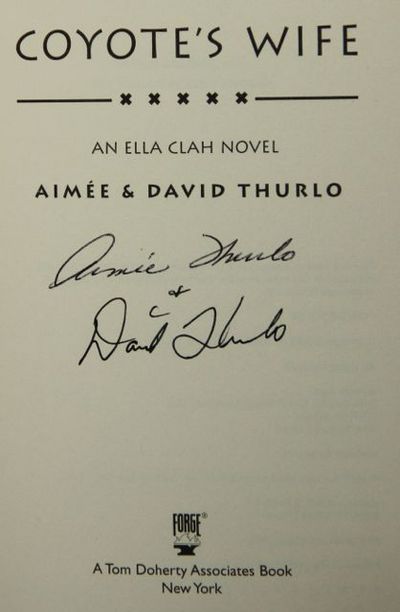 COYOTE'S WIFE
AN ELLA CLAH NOVEL
AIMÉE & DAVID THURLO
Aimée Thurlo
&
David Thurlo
FORGE®
A Tom Doherty Associates Book
New York